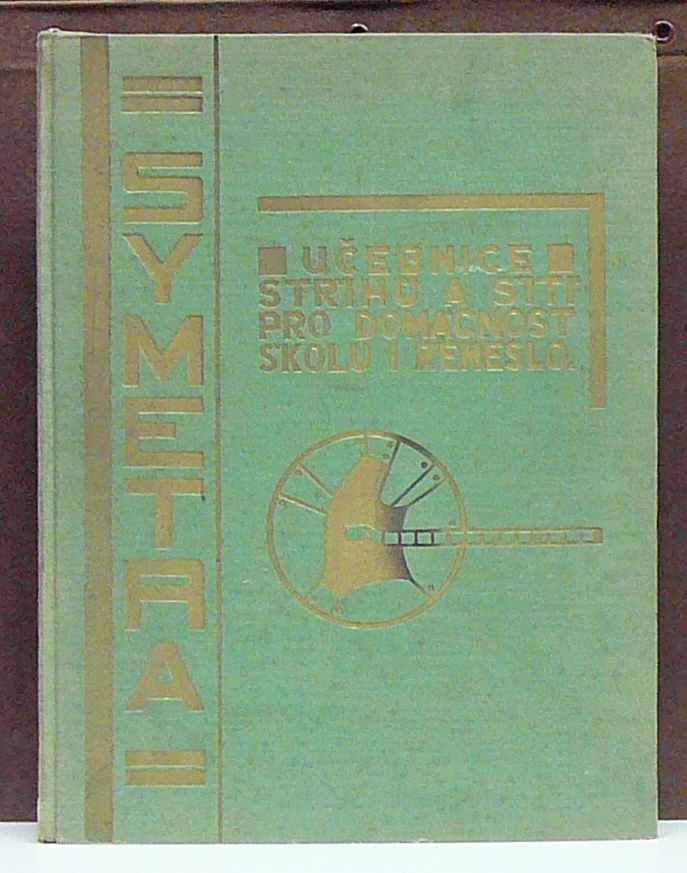 SYMETRA
UČEBNICE
STŘIHU A ŠITÍ
PRO DOMÁCNOST
ŠKOLU I ŘEMESLO.